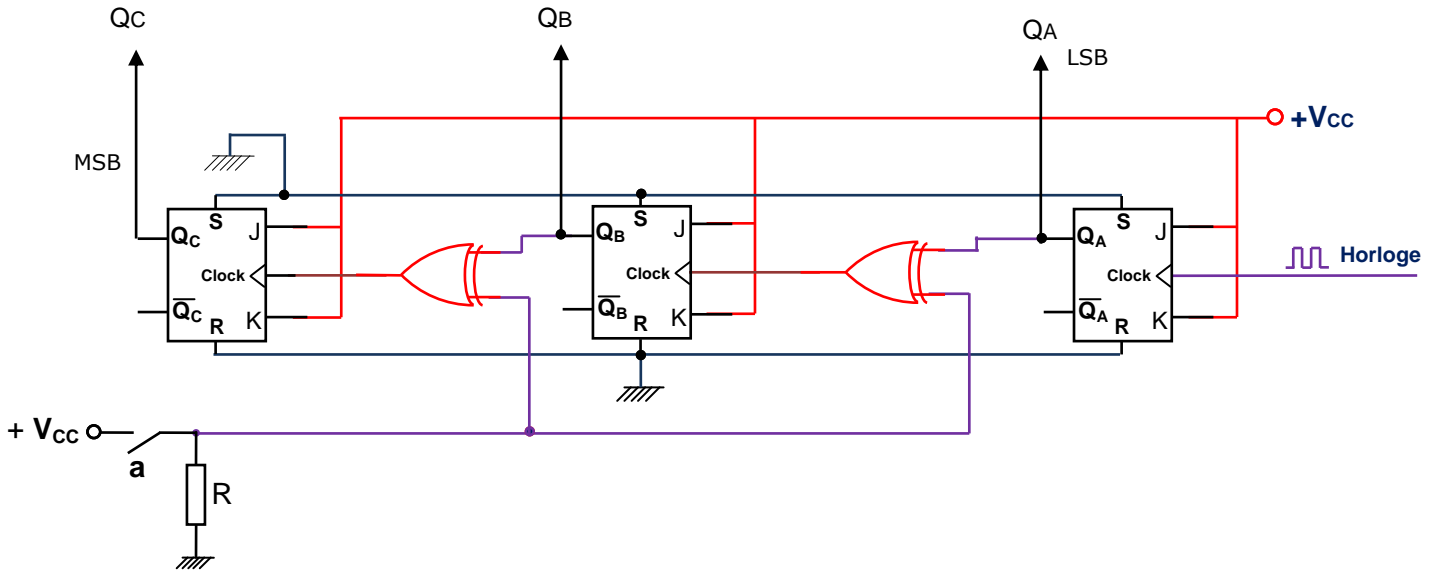 QC
QB
QA
LSB
+VCC
MSB
S
QC
J
Clock
QC
R
K
S
QB
J
Clock
QB
R
K
S
QA
J
Clock
QA
R
K
Horloge
+ VCC
a
R